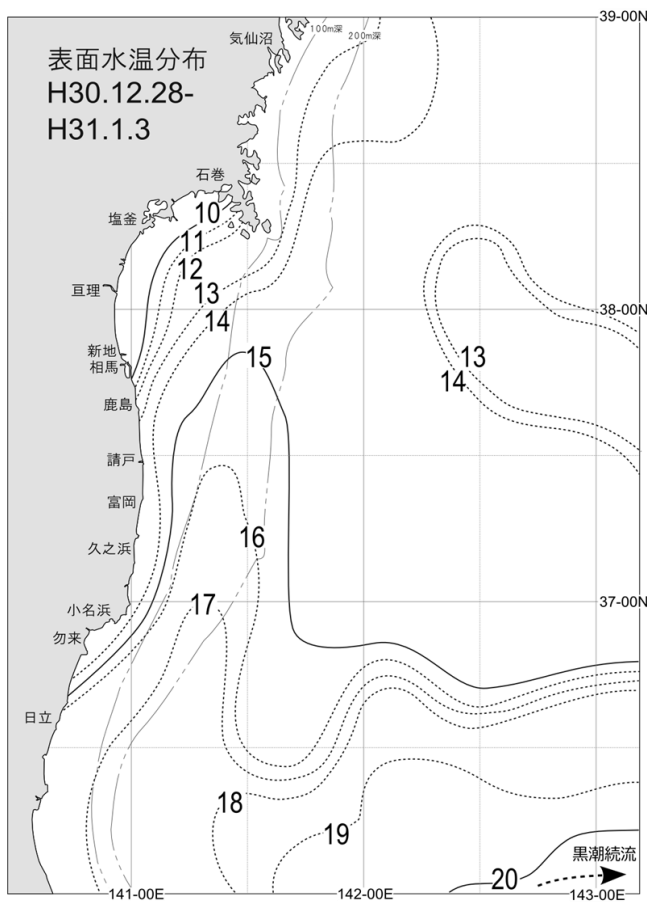 39-00N
100m深
200m深
気仙沼
表面水温分布
H30.12.28-
H31.1.3
石巻
10
塩釜
11
12
亘理
13
38-00N
14
新地
15
13
相馬
14
鹿島
請戸
富岡
16
久之浜
17
37-00N
小名浜
勿来
日立
18
19
黒潮続流
20
141-00E
142-00E
143-00E